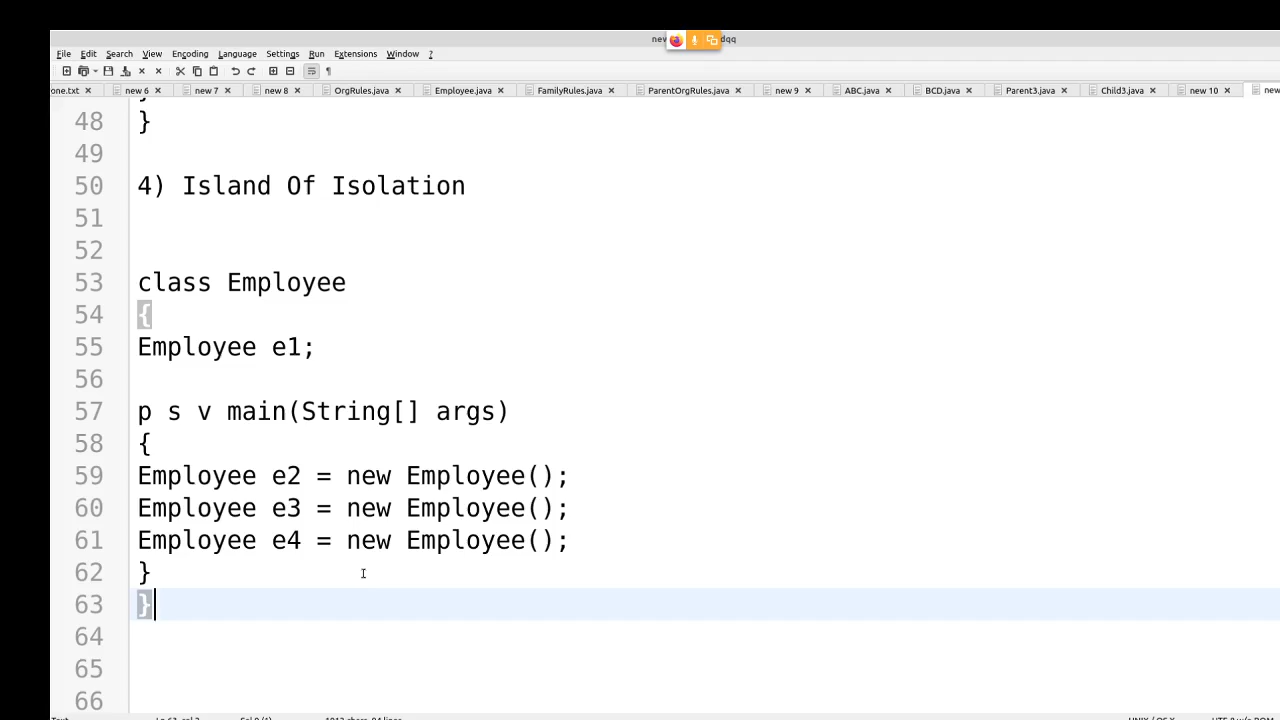 new dqq
File Edit Search View Encoding Language Settings Run Extensions Window ?
one.txt new 6 new 7 new 8 OrgRules.java Employee.java FamilyRules.java ParentOrgRules.java new 9 ABC.java BCD.java Parent3.java Child3.java new 10 new
48 }
49
50 4) Island Of Isolation
51
52
53 class Employee
54 {
55 Employee e1;
56
57 p s v main(String[] args)
58 {
59 Employee e2 = new Employee();
60 Employee e3 = new Employee();
61 Employee e4 = new Employee();
62 }
63 }
64
65
66